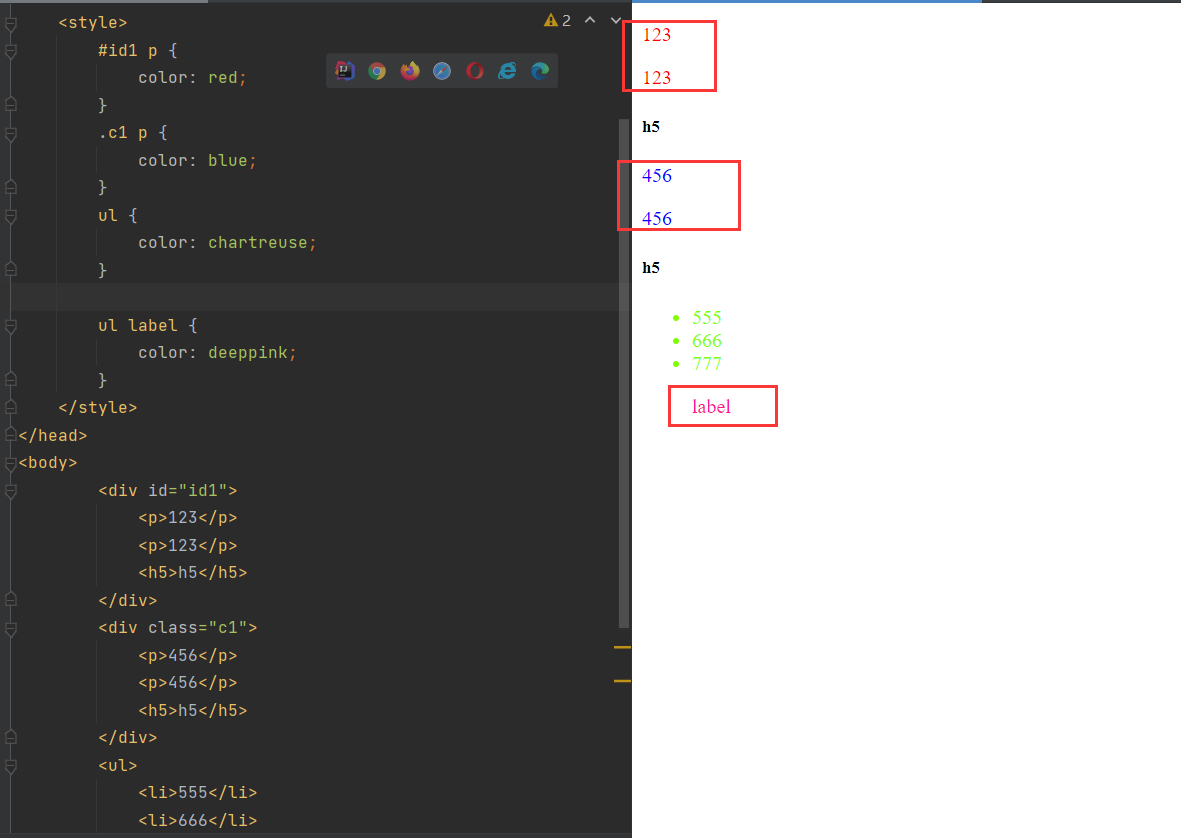 <style>
2
#id1 p {
color: red;
}
.c1 p {
color: blue;
}
ul {
color: chartreuse;
}
ul label {
color: deeppink;
}
</style>
</head>
<body>
<div id="id1">
<p>123</p>
<p>123</p>
<h5>h5</h5>
</div>
<div class="c1">
<p>456</p>
<p>456</p>
<h5>h5</h5>
</div>
<ul>
<li>555</li>
<li>666</li>
123
123
h5
456
456
h5
• 555
• 666
• 777
label